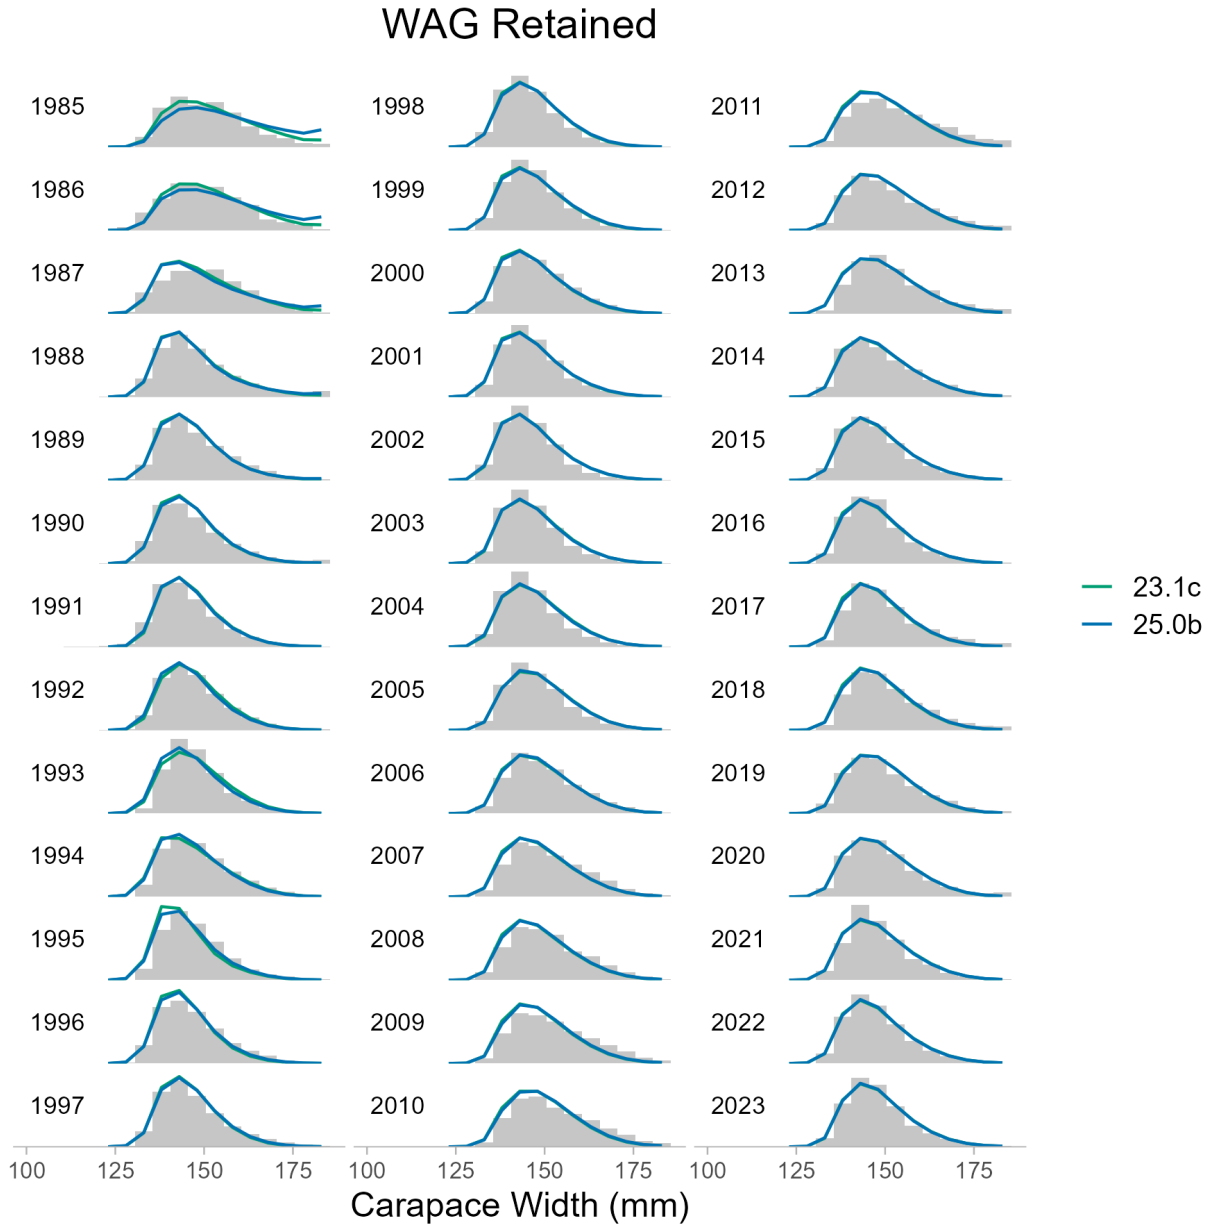 WAG Retained
1985 1998 2011
1986 1999 2012
1987 2000 2013
1988 2001 2014
1989 2002 2015
1990 2003 2016
1991 2004 2017
23.1c
25.0b
1992 2005 2018
1993 2006 2019
1994 2007 2020
1995 2008 2021
1996 2009 2022
1997 2010 2023
100 125 150 175 100 125 150 175 100 125 150 175
Carapace Width (mm)